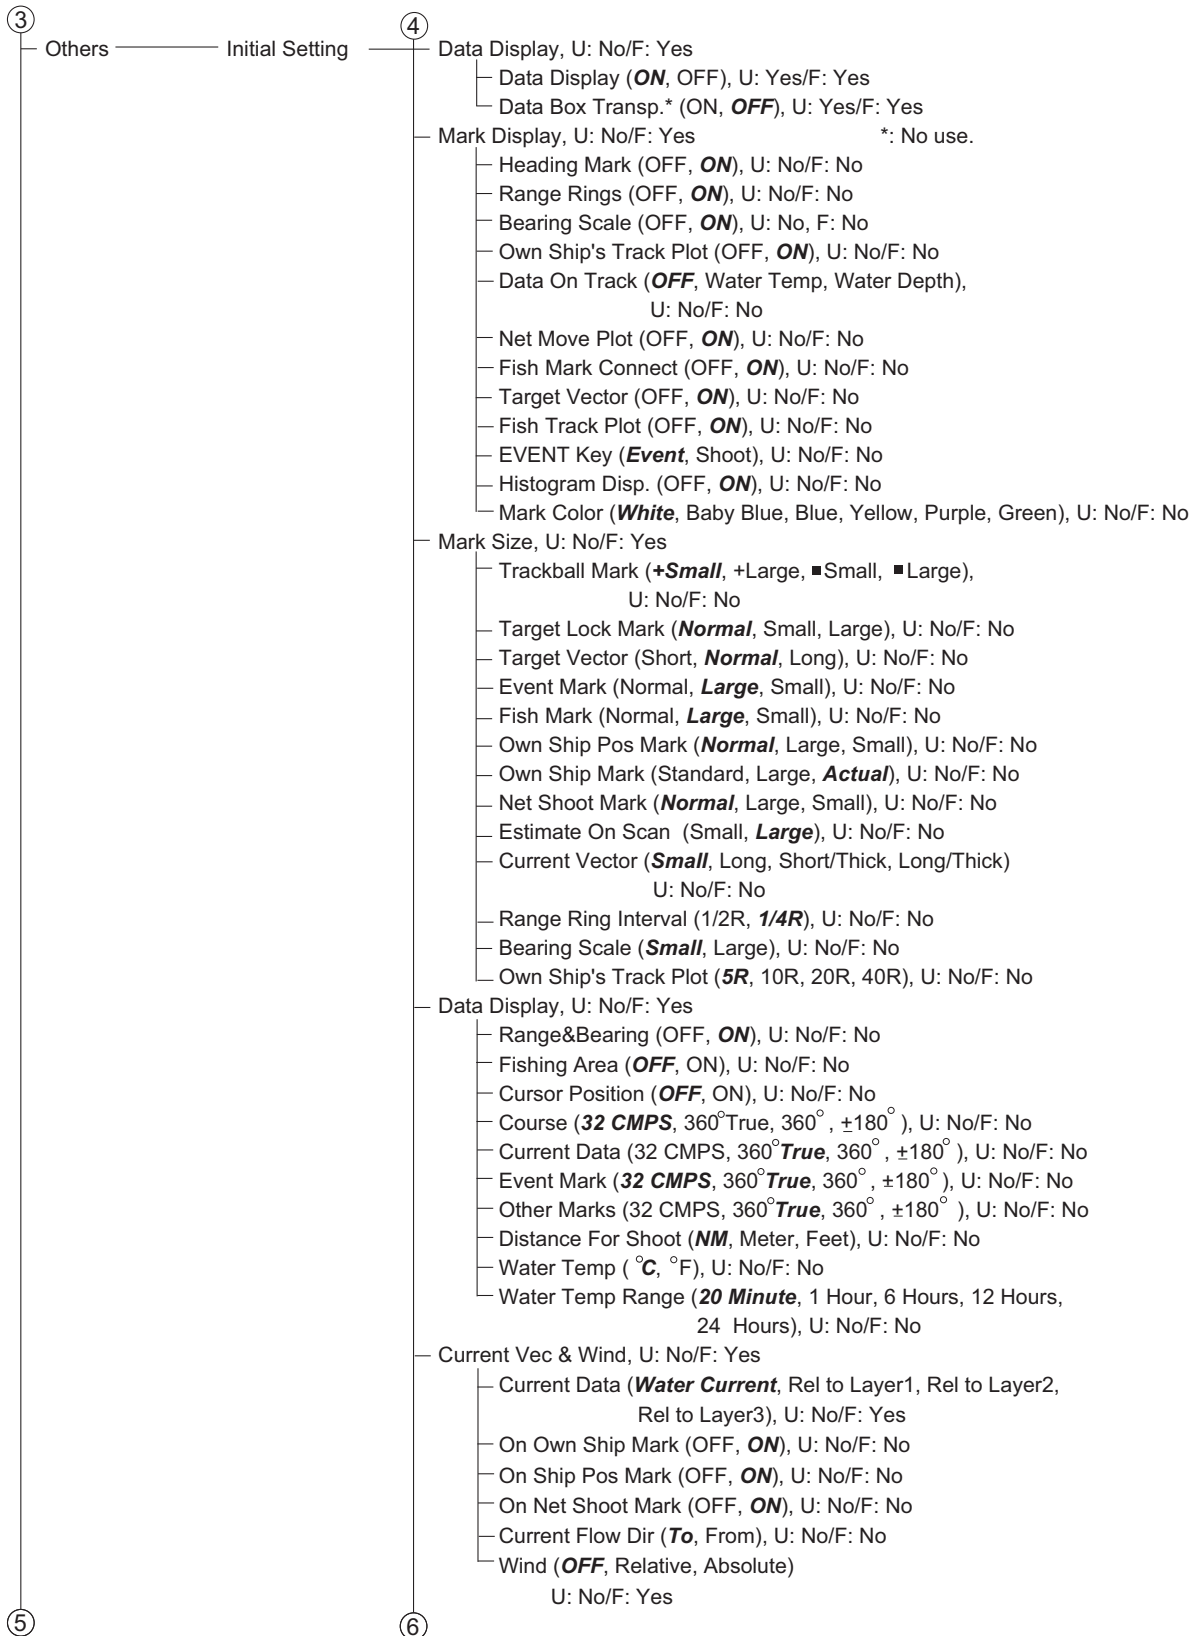 ③
④
Others Initial Setting Data Display, U: No/F: Yes
Data Display (ON, OFF), U: Yes/F: Yes
Data Box Transp.* (ON, OFF), U: Yes/F: Yes
Mark Display, U: No/F: Yes *: No use.
Heading Mark (OFF, ON), U: No/F: No
Range Rings (OFF, ON), U: No/F: No
Bearing Scale (OFF, ON), U: No, F: No
Own Ship's Track Plot (OFF, ON), U: No/F: No
Data On Track (OFF, Water Temp, Water Depth),
U: No/F: No
Net Move Plot (OFF, ON), U: No/F: No
Fish Mark Connect (OFF, ON), U: No/F: No
Target Vector (OFF, ON), U: No/F: No
Fish Track Plot (OFF, ON), U: No/F: No
EVENT Key (Event, Shoot), U: No/F: No
Histogram Disp. (OFF, ON), U: No/F: No
Mark Color (White, Baby Blue, Blue, Yellow, Purple, Green), U: No/F: No
Mark Size, U: No/F: Yes
Trackball Mark (+Small, +Large, ■Small, ■Large),
U: No/F: No
Target Lock Mark (Normal, Small, Large), U: No/F: No
Target Vector (Short, Normal, Long), U: No/F: No
Event Mark (Normal, Large, Small), U: No/F: No
Fish Mark (Normal, Large, Small), U: No/F: No
Own Ship Pos Mark (Normal, Large, Small), U: No/F: No
Own Ship Mark (Standard, Large, Actual), U: No/F: No
Net Shoot Mark (Normal, Large, Small), U: No/F: No
Estimate On Scan (Small, Large), U: No/F: No
Current Vector (Small, Long, Short/Thick, Long/Thick)
U: No/F: No
Range Ring Interval (1/2R, 1/4R), U: No/F: No
Bearing Scale (Small, Large), U: No/F: No
Own Ship's Track Plot (5R, 10R, 20R, 40R), U: No/F: No
Data Display, U: No/F: Yes
Range&Bearing (OFF, ON), U: No/F: No
Fishing Area (OFF, ON), U: No/F: No
Cursor Position (OFF, ON), U: No/F: No
Course (32 CMPS, 360°True, 360°, ±180°), U: No/F: No
Current Data (32 CMPS, 360°True, 360°, ±180°), U: No/F: No
Event Mark (32 CMPS, 360°True, 360°, ±180°), U: No/F: No
Other Marks (32 CMPS, 360°True, 360°, ±180° ), U: No/F: No
Distance For Shoot (NM, Meter, Feet), U: No/F: No
Water Temp ( °C, °F), U: No/F: No
Water Temp Range (20 Minute, 1 Hour, 6 Hours, 12 Hours,
24 Hours), U: No/F: No
Current Vec & Wind, U: No/F: Yes
Current Data (Water Current, Rel to Layer1, Rel to Layer2,
Rel to Layer3), U: No/F: Yes
On Own Ship Mark (OFF, ON), U: No/F: No
On Ship Pos Mark (OFF, ON), U: No/F: No
On Net Shoot Mark (OFF, ON), U: No/F: No
Current Flow Dir (To, From), U: No/F: No
Wind (OFF, Relative, Absolute)
U: No/F: Yes
⑤
⑥